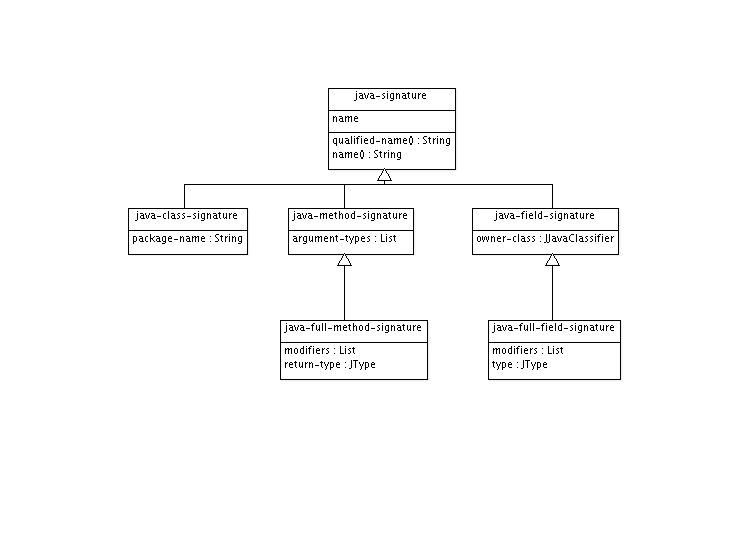 java-signature
name
qualified-name() : String
name() : String
java-class-signature
package-name : String
java-method-signature
argument-types : List
java-field-signature
owner-class : JJavaClassifier
java-full-method-signature
modifiers : List
return-type : JType
java-full-field-signature
modifiers : List
type : JType